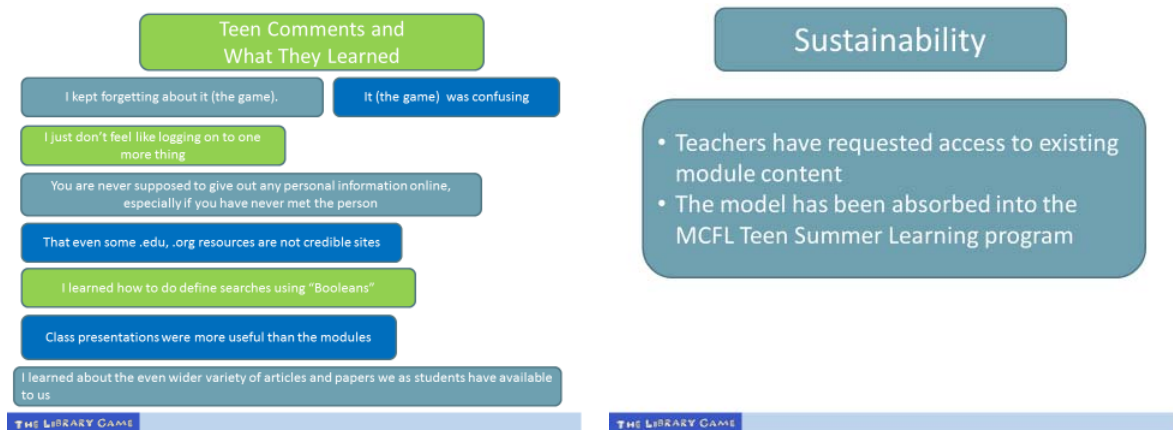 Teen Comments and
What They Learned
I kept forgetting about it (the game).
It (the game)  was confusing
I just don't feel like logging on to one
more thing
You are never supposed to give out any personal information online,
especially if you have never met the person
That even some .edu, .org resources are not credible sites
I learned how to do define searches using “Booleans”
Class presentations were more useful than the modules
I learned about the even wider variety of articles and papers we as students have available
to us
THE LIBRARY GAME
Sustainability
• Teachers have requested access to existing
module content
• The model has been absorbed into the
MCFL Teen Summer Learning program
THE LIBRARY GAME